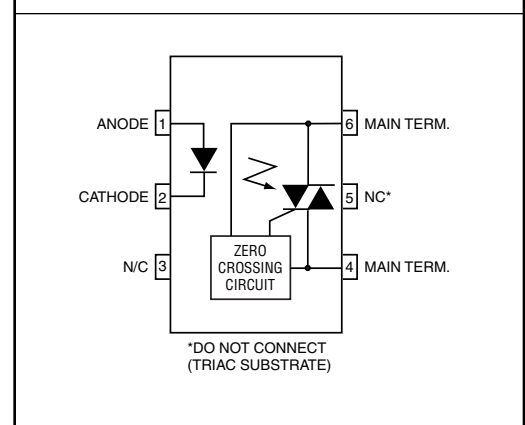 ANODE 1
6 MAIN TERM.
CATHODE 2
5 NC*
N/C 3
ZERO
CROSSING
CIRCUIT
4 MAIN TERM.
*DO NOT CONNECT
(TRIAC SUBSTRATE)